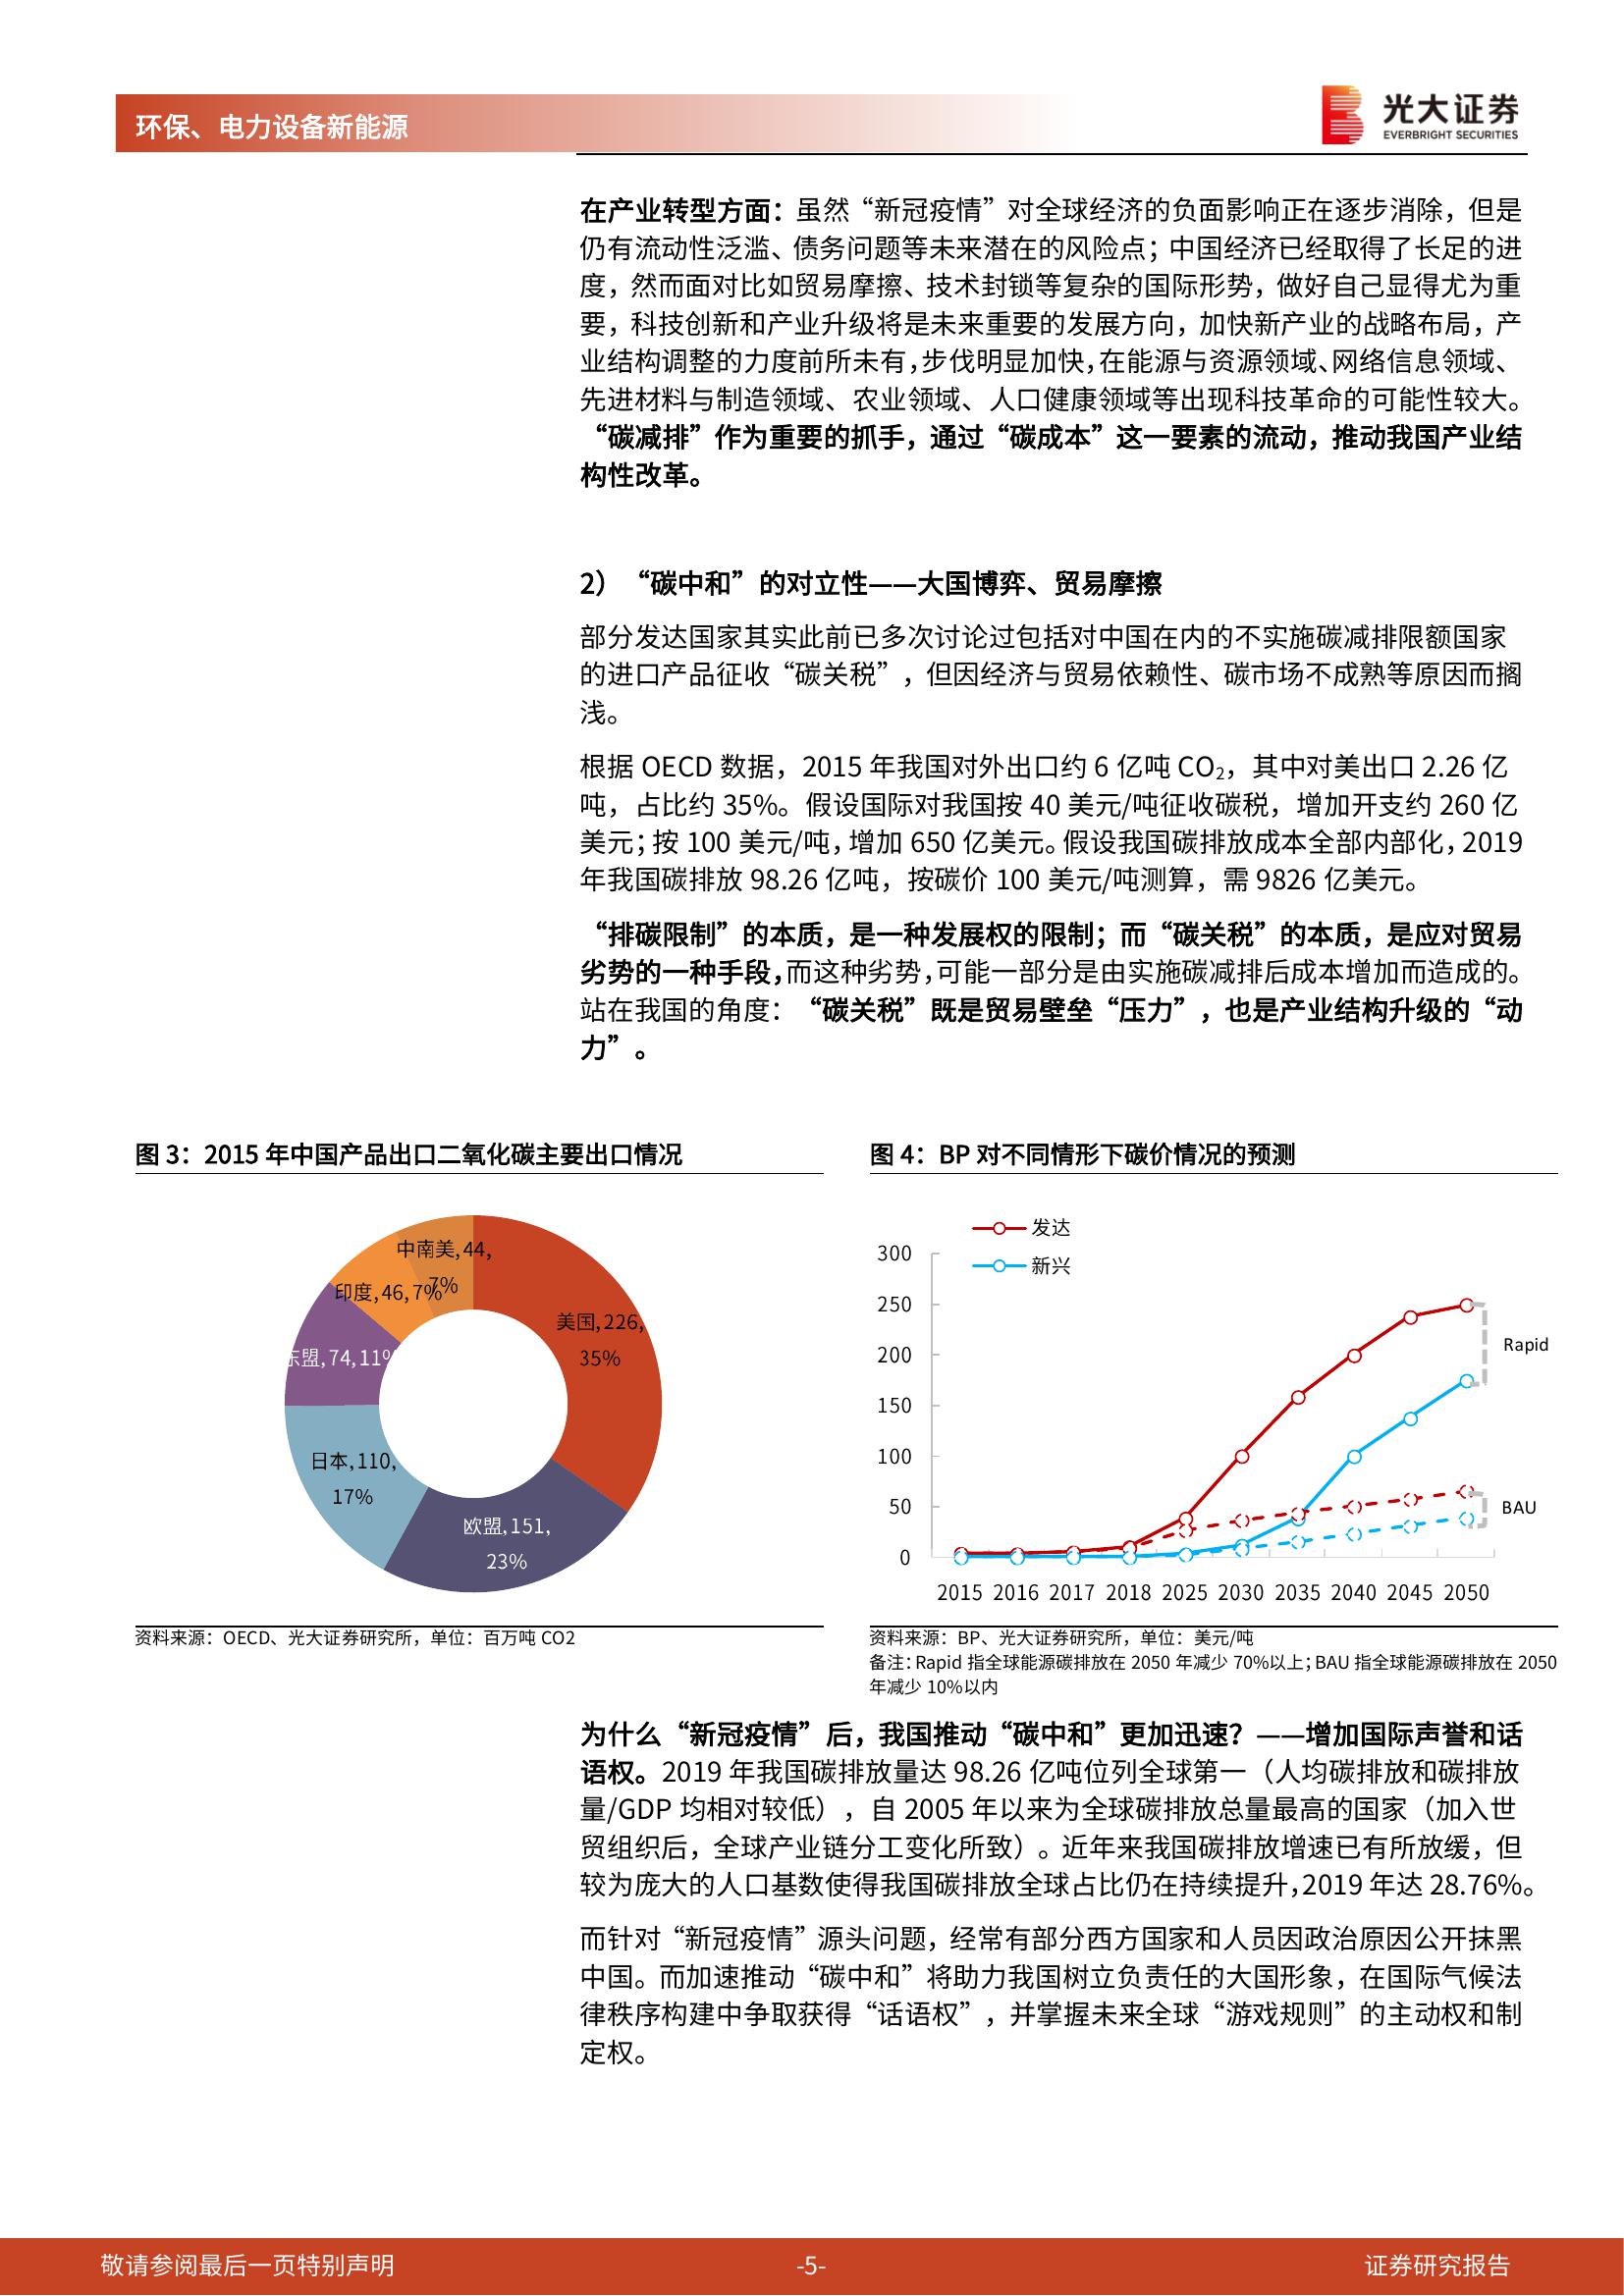 环保、电力设备新能源
光大证券
EVERBRIGHT SECURITIES
在产业转型方面：虽然“新冠疫情”对全球经济的负面影响正在逐步消除，但是
仍有流动性泛滥、债务问题等未来潜在的风险点；中国经济已经取得了长足的进
度，然而面对比如贸易摩擦、技术封锁等复杂的国际形势，做好自己显得尤为重
要，科技创新和产业升级将是未来重要的发展方向，加快新产业的战略布局，产
业结构调整的力度前所未有，步伐明显加快，在能源与资源领域、网络信息领域、
先进材料与制造领域、农业领域、人口健康领域等出现科技革命的可能性较大。
“碳减排”作为重要的抓手，通过“碳成本”这一要素的流动，推动我国产业结
构性改革。
2）“碳中和”的对立性——大国博弈、贸易摩擦
部分发达国家其实此前已多次讨论过包括对中国在内的不实施碳减排限额国家
的进口产品征收“碳关税”，但因经济与贸易依赖性、碳市场不成熟等原因而搁
浅。
根据 OECD 数据，2015 年我国对外出口约 6 亿吨 CO₂，其中对美出口 2.26 亿
吨，占比约 35%。假设国际对我国按 40 美元/吨征收碳税，增加开支约 260 亿
美元；按 100 美元/吨，增加 650 亿美元。假设我国碳排放成本全部内部化，2019
年我国碳排放 98.26 亿吨，按碳价 100 美元/吨测算，需 9826 亿美元。
“排碳限制”的本质，是一种发展权的限制；而“碳关税”的本质，是应对贸易
劣势的一种手段，而这种劣势，可能一部分是由实施碳减排后成本增加而造成的。
站在我国的角度：“碳关税”既是贸易壁垒“压力”，也是产业结构升级的“动
力”。
图 3：2015 年中国产品出口二氧化碳主要出口情况
中南美, 44,
7%
印度, 46, 7%
美国, 226,
35%
东盟, 74, 11%
日本, 110,
17%
欧盟, 151,
23%
资料来源：OECD、光大证券研究所，单位：百万吨 CO2
图 4：BP 对不同情形下碳价情况的预测
发达
新兴
300
250
200
150
100
50
0
Rapid
BAU
2015 2016 2017 2018 2025 2030 2035 2040 2045 2050
资料来源：BP、光大证券研究所，单位：美元/吨
备注：Rapid 指全球能源碳排放在 2050 年减少 70%以上；BAU 指全球能源碳排放在 2050
年减少 10%以内
为什么“新冠疫情”后，我国推动“碳中和”更加迅速？——增加国际声誉和话
语权。2019 年我国碳排放量达 98.26 亿吨位列全球第一（人均碳排放和碳排放
量/GDP 均相对较低），自 2005 年以来为全球碳排放总量最高的国家（加入世
贸组织后，全球产业链分工变化所致）。近年来我国碳排放增速已有所放缓，但
较为庞大的人口基数使得我国碳排放全球占比仍在持续提升，2019 年达 28.76%。
而针对“新冠疫情”源头问题，经常有部分西方国家和人员因政治原因公开抹黑
中国。而加速推动“碳中和”将助力我国树立负责任的大国形象，在国际气候法
律秩序构建中争取获得“话语权”，并掌握未来全球“游戏规则”的主动权和制
定权。
敬请参阅最后一页特别声明
-5-
证券研究报告